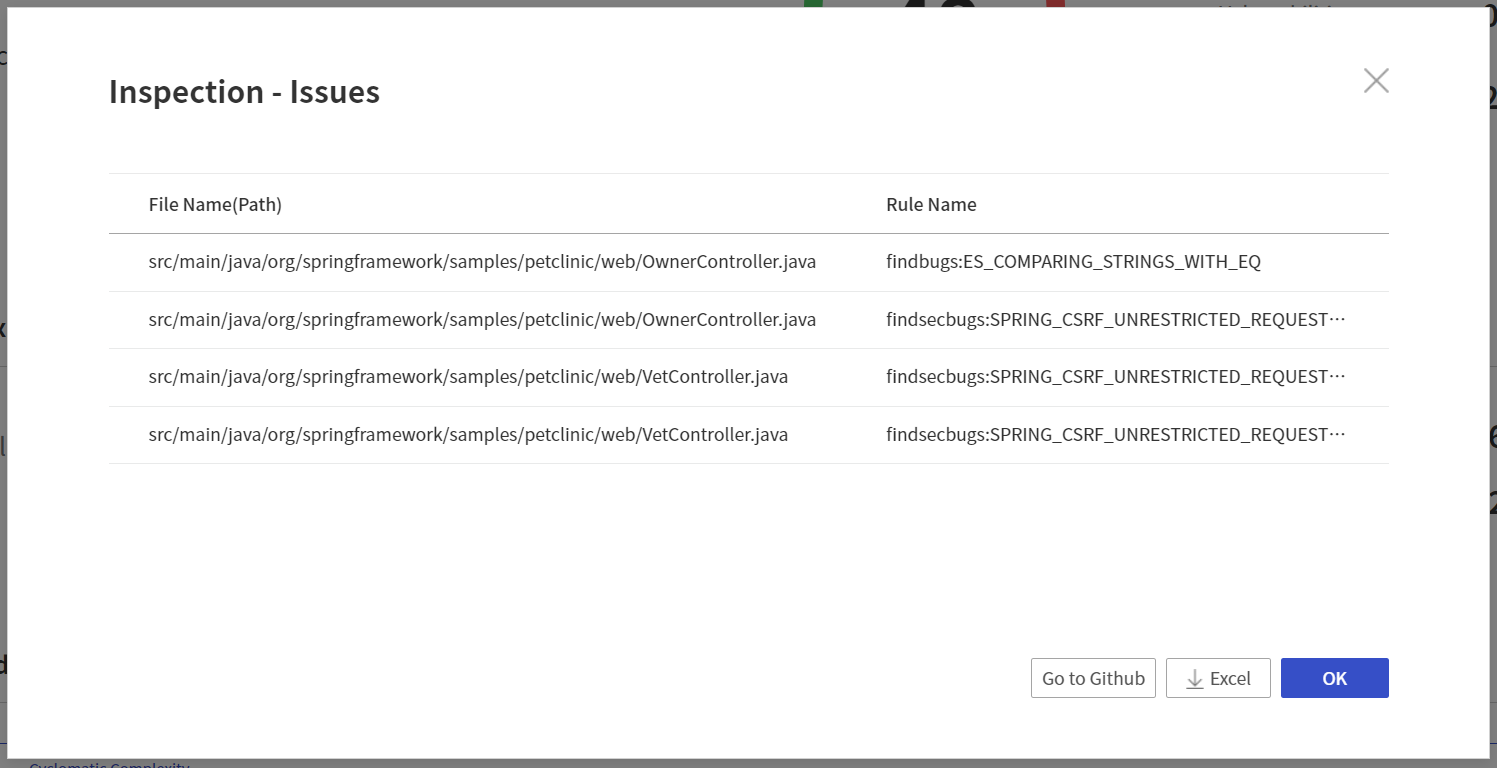 Inspection - Issues
File Name(Path) Rule Name
src/main/java/org/springframework/samples/petclinic/web/OwnerController.java findbugs:ES_COMPARING_STRINGS_WITH_EQ
src/main/java/org/springframework/samples/petclinic/web/OwnerController.java findsecbugs:SPRING_CSRF_UNRESTRICTED_REQUEST…
src/main/java/org/springframework/samples/petclinic/web/VetController.java findsecbugs:SPRING_CSRF_UNRESTRICTED_REQUEST…
src/main/java/org/springframework/samples/petclinic/web/VetController.java findsecbugs:SPRING_CSRF_UNRESTRICTED_REQUEST…
Go to Github Excel OK
Cyclomatic Complexity